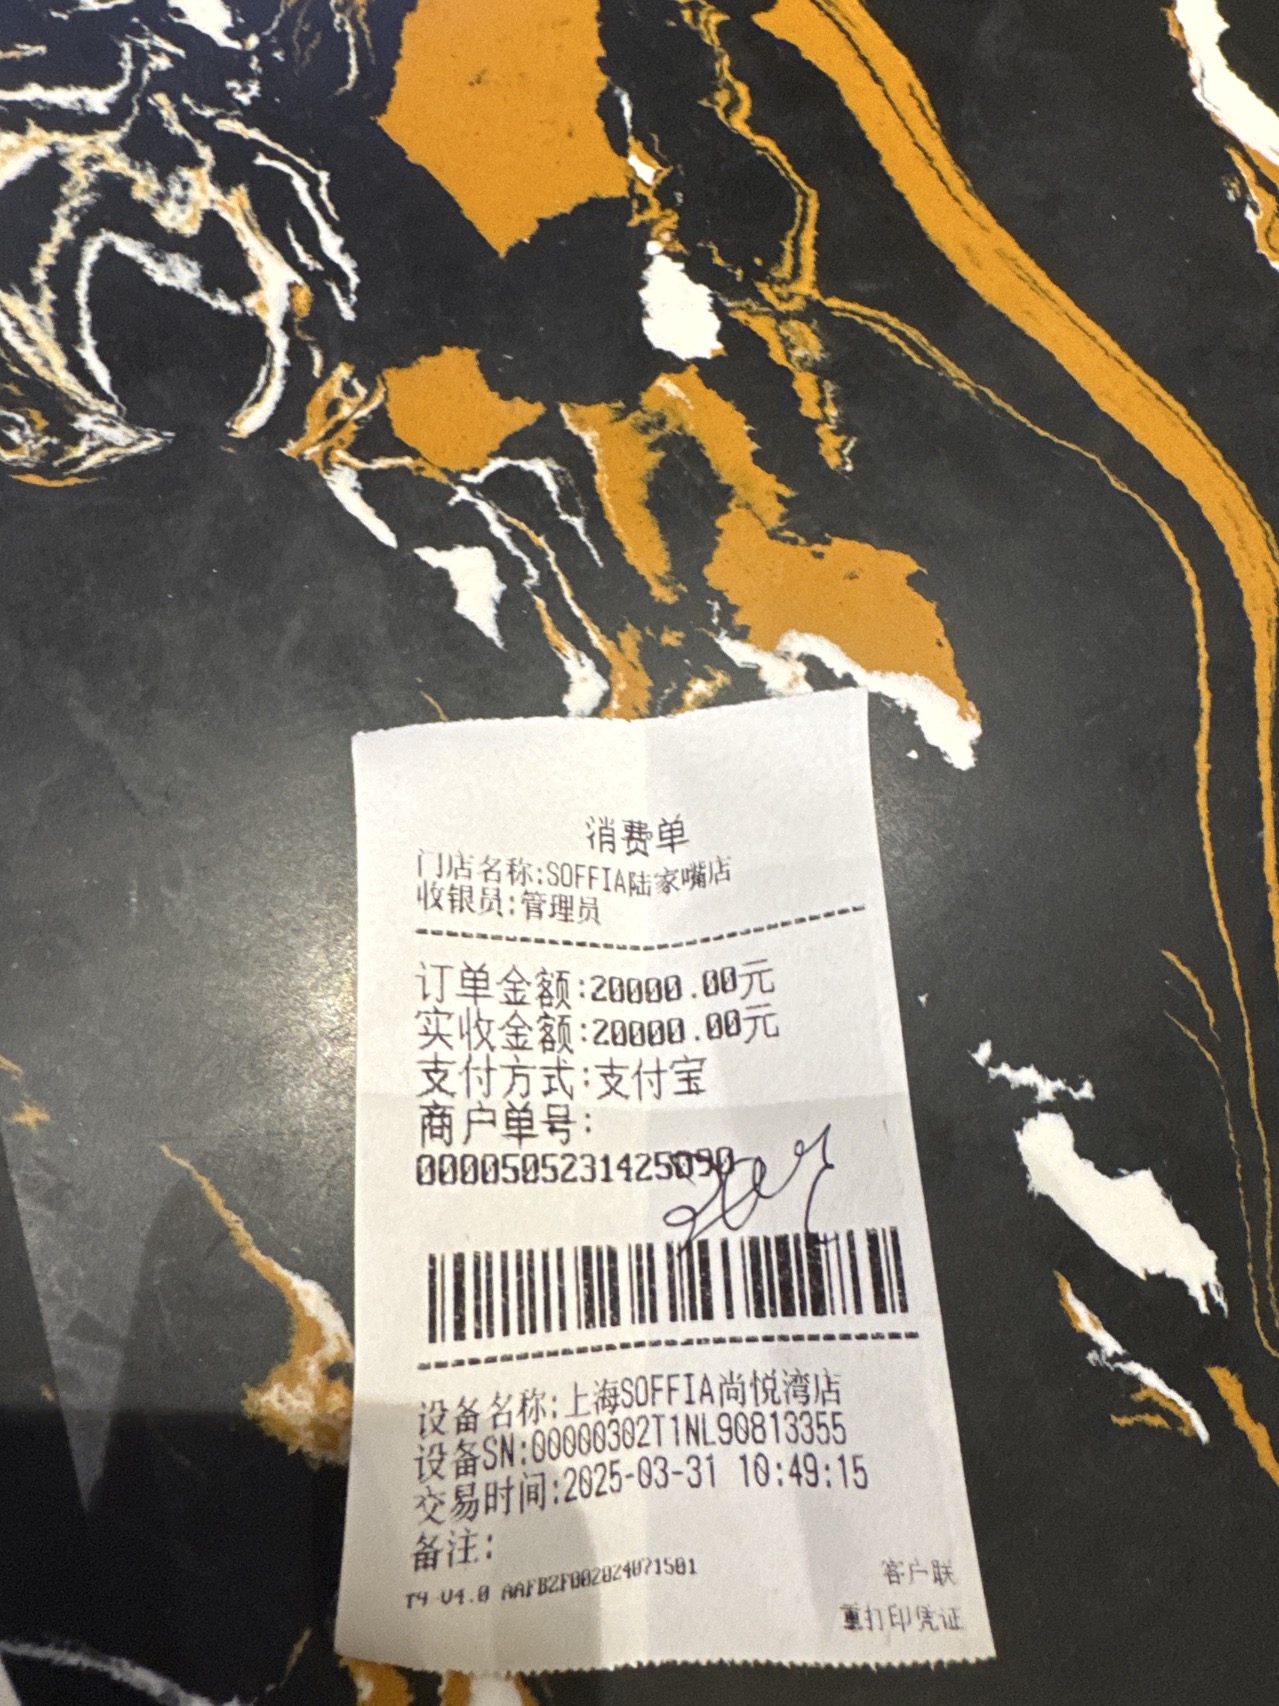 消费单
门店名称:SOFFIA陆家嘴店
收银员:管理员
订单金额:20000.00元
实收金额:20000.00元
支付方式:支付宝
商户单号:
0000505231425090
设备名称:上海SOFFIA尚悦湾店
设备SN:00000302T1NL90813355
交易时间:2025-03-31 10:49:15
备注:
T4 V4.0 AAFB2F002024071501
客户联
重打印凭证